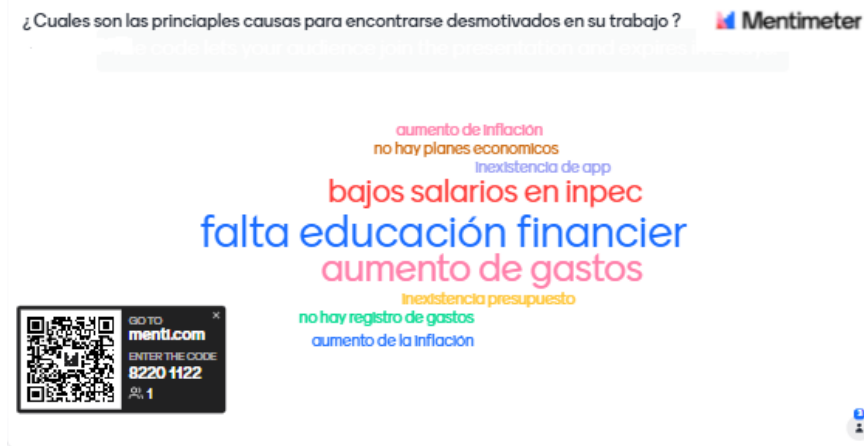 ¿ Cuales son las princiaples causas para encontrarse desmotivados en su trabajo ?
Mentimeter
aumento de inflación
no hay planes economicos
inexistencia de app
bajos salarios en inpec
falta educación financier
aumento de gastos
inexistencia presupuesto
no hay registro de gastos
aumento de la inflación
GO TO
menti.com
ENTER THE CODE
8220 1122
1